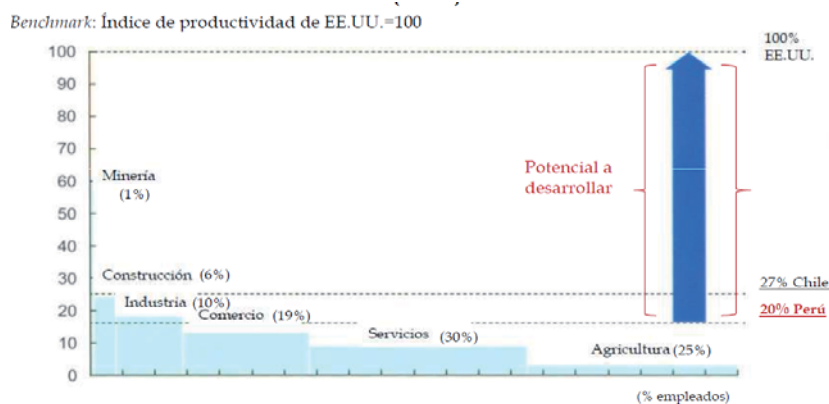 Benchmark: Índice de productividad de EE.UU.=100
100
90
80
70
60
50
40
30
20
10
0
Minería
(1%)
Construcción (6%)
Industria (10%)
Comercio (19%)
Servicios (30%)
Agricultura (25%)
Potencial a
desarrollar
100%
EE.UU.
27% Chile
20% Perú
(% empleados)